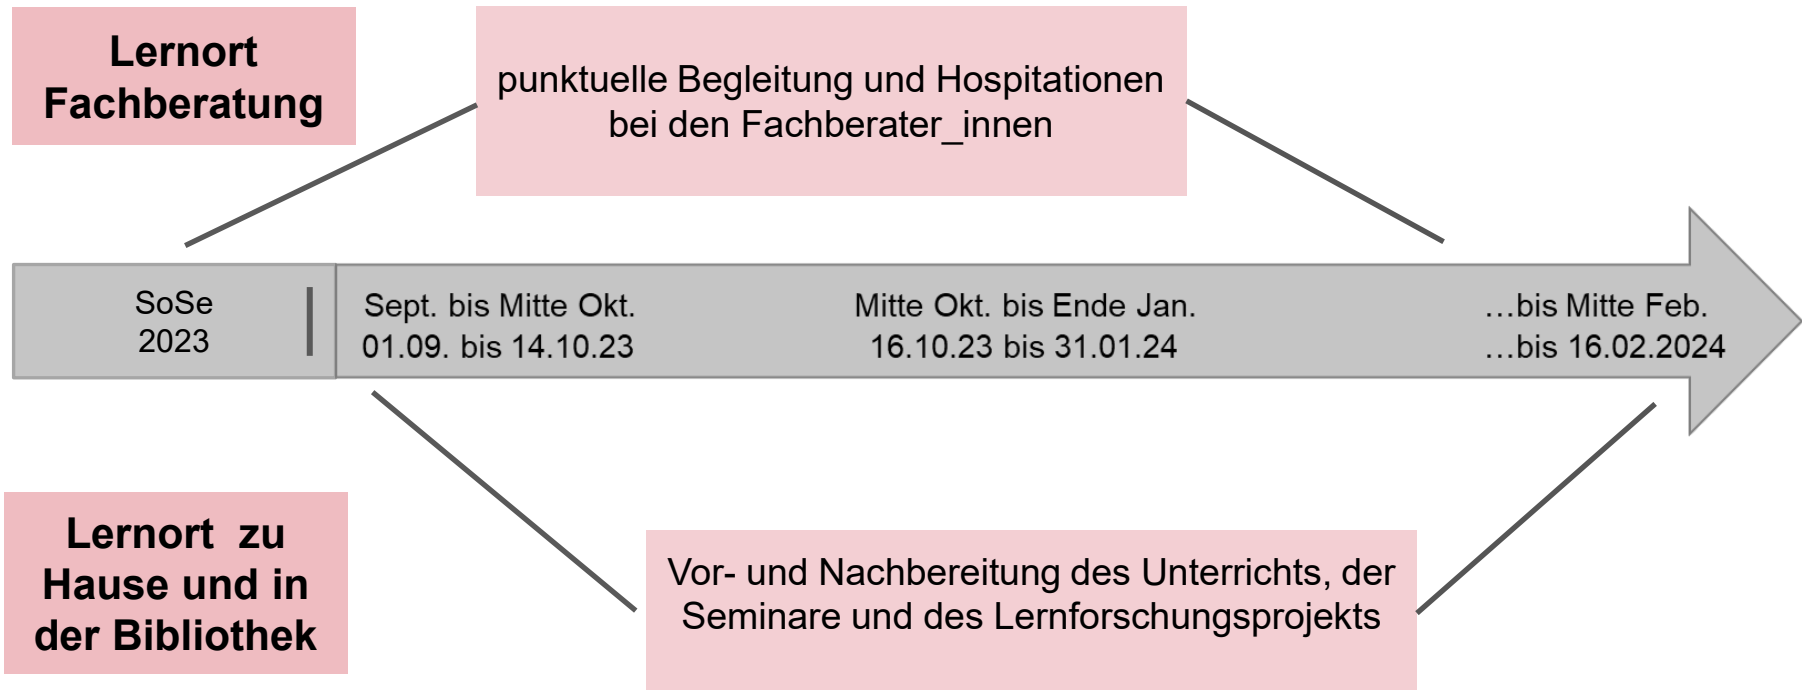 Lernort
Fachberatung
punktuelle Begleitung und Hospitationen
bei den Fachberater_innen
SoSe
2023
Sept. bis Mitte Okt.
01.09. bis 14.10.23
Mitte Okt. bis Ende Jan.
16.10.23 bis 31.01.24
…bis Mitte Feb.
…bis 16.02.2024
Lernort  zu
Hause und in
der Bibliothek
Vor- und Nachbereitung des Unterrichts, der
Seminare und des Lernforschungsprojekts